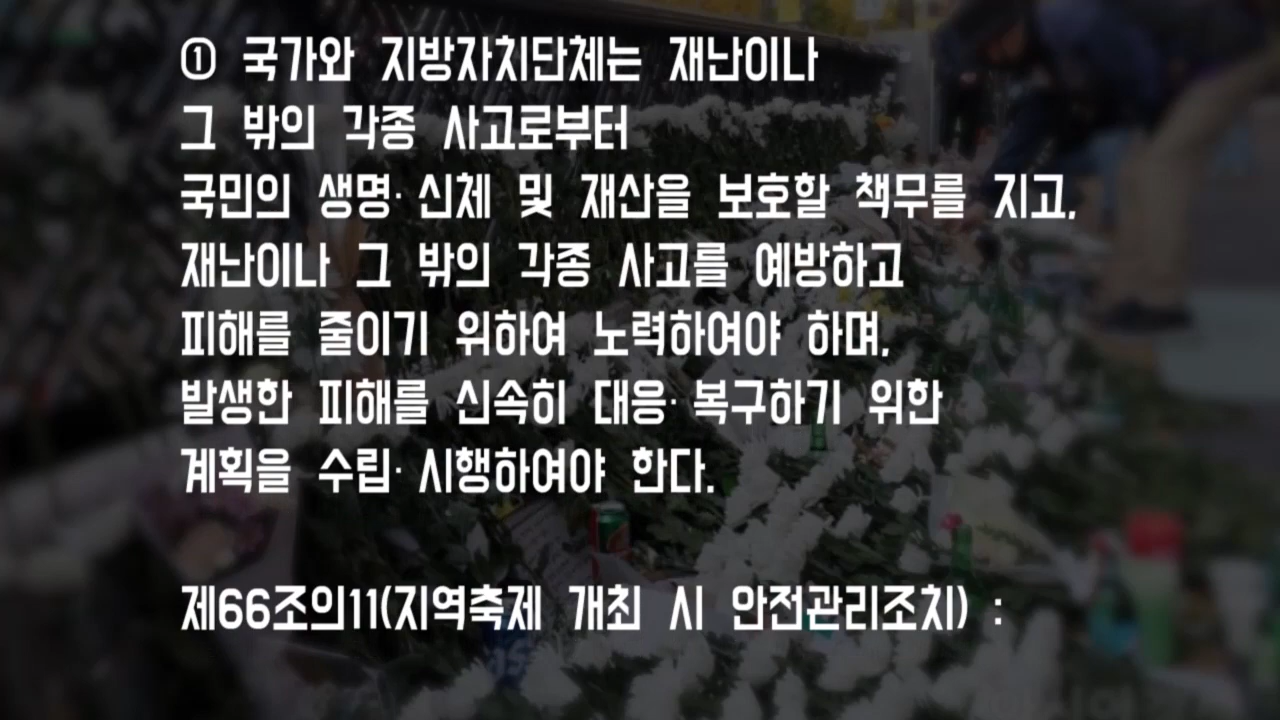 ① 국가와 지방자치단체는 재난이나
그 밖의 각종 사고로부터
국민의 생명·신체 및 재산을 보호할 책무를 지고,
재난이나 그 밖의 각종 사고를 예방하고
피해를 줄이기 위하여 노력하여야 하며,
발생한 피해를 신속히 대응·복구하기 위한
계획을 수립·시행하여야 한다.
제66조의11(지역축제 개최 시 안전관리조치) :